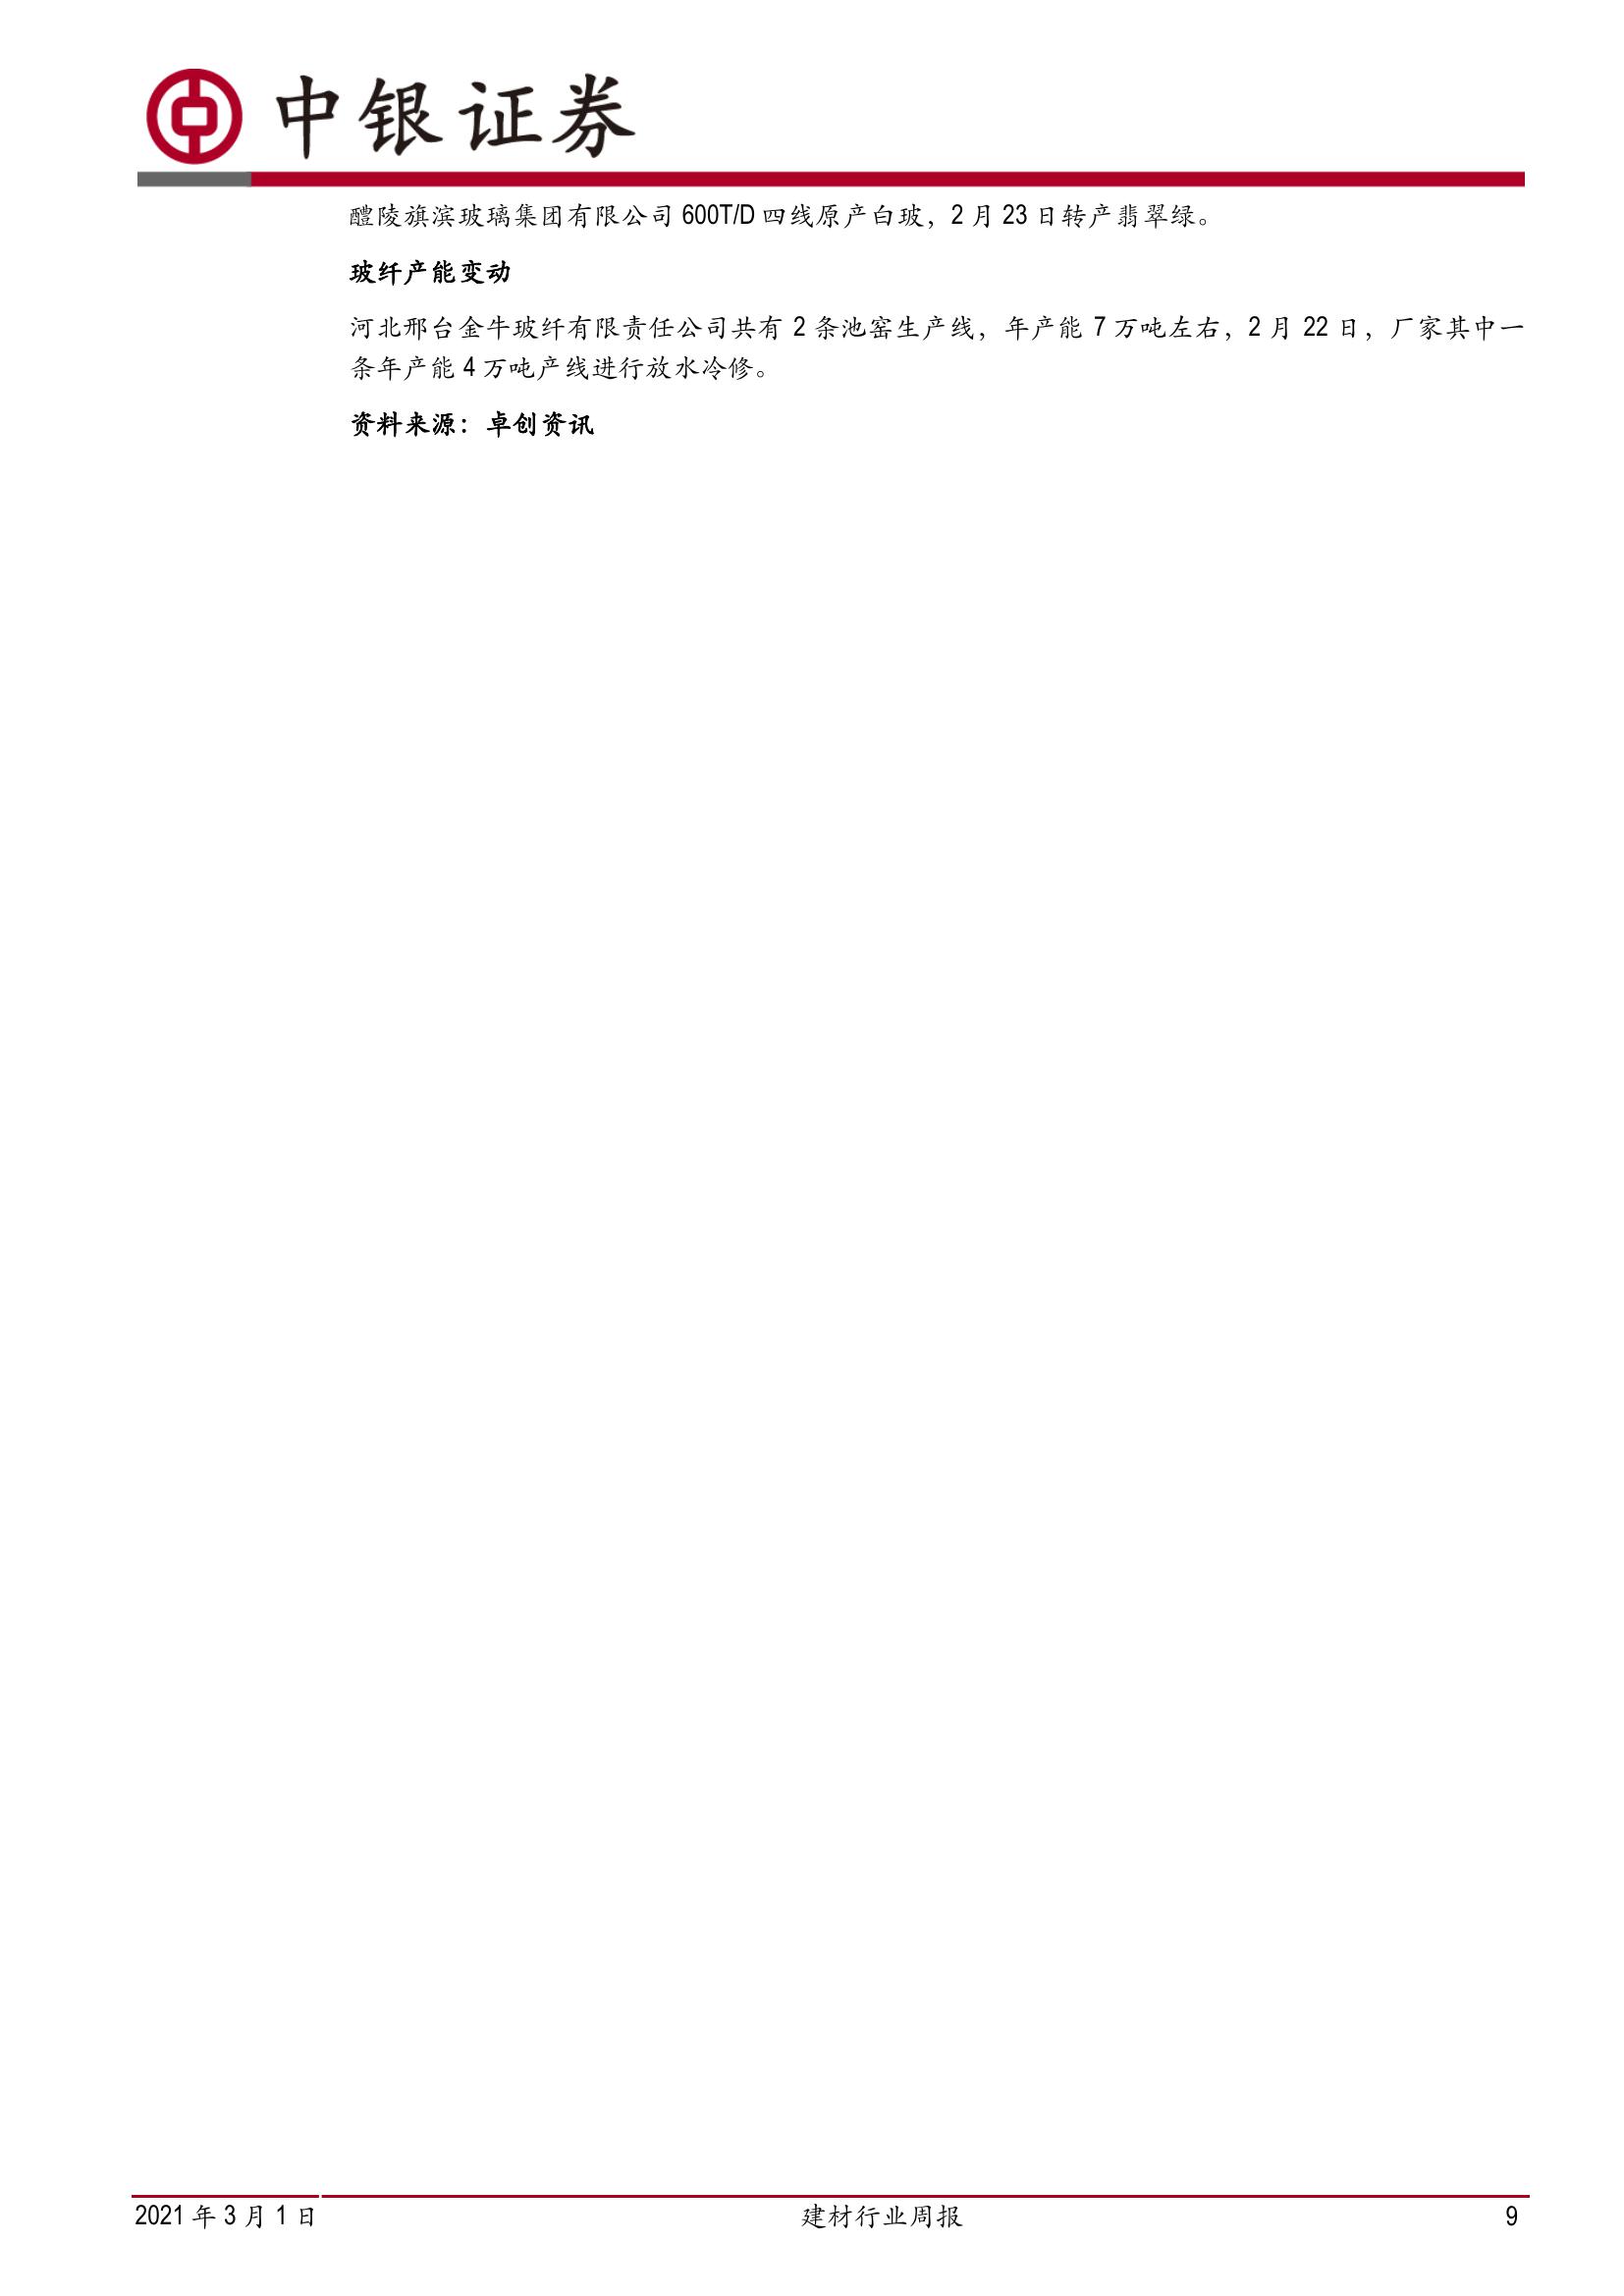 中银证券
醴陵旗滨玻璃集团有限公司 600T/D 四线原产白玻，2 月 23 日转产翡翠绿。
玻纤产能变动
河北邢台金牛玻纤有限责任公司共有 2 条池窑生产线，年产能 7 万吨左右，2 月 22 日，厂家其中一
条年产能 4 万吨产线进行放水冷修。
资料来源：卓创资讯
2021 年 3 月 1 日
建材行业周报
9